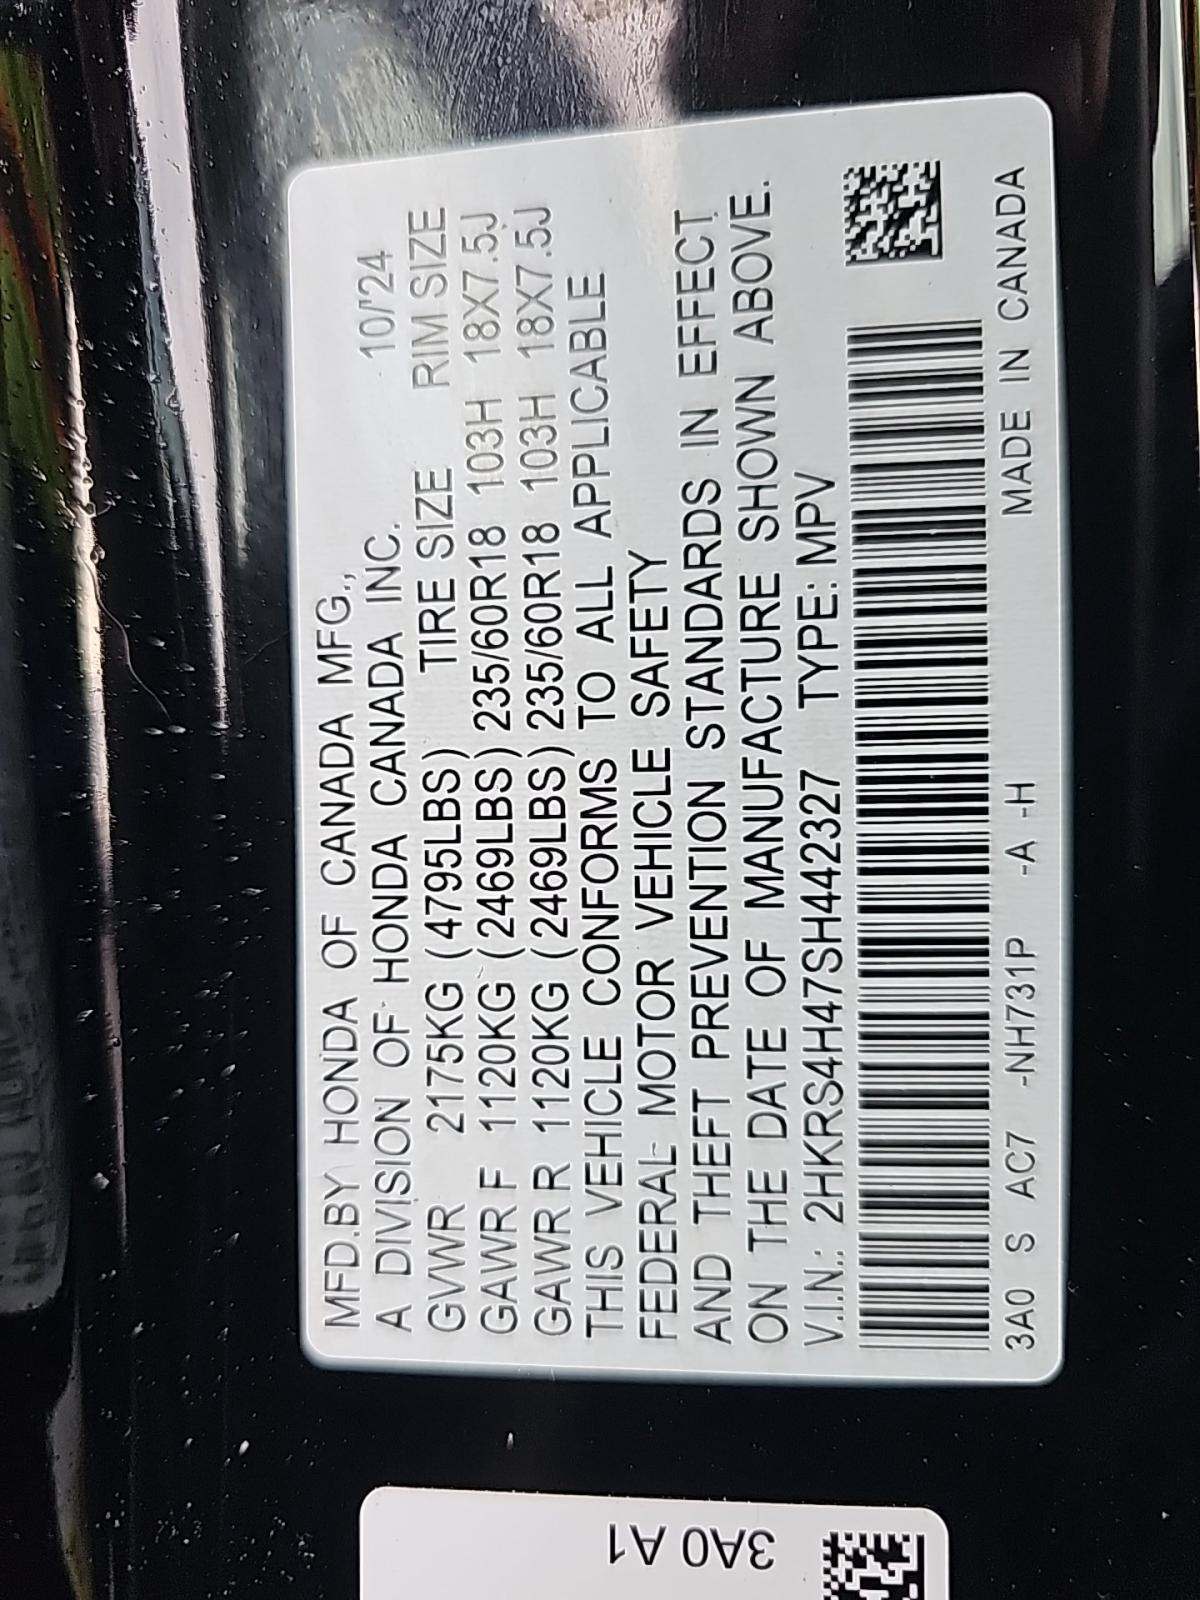 MFD.BY HONDA OF CANADA MFG.,
A DIVISION OF HONDA CANADA INC. 10/'24
GVWR 2175KG (4795LBS) TIRE SIZE RIM SIZE
GAWR F 1120KG (2469LBS) 235/60R18 103H 18X7.5J
GAWR R 1120KG (2469LBS) 235/60R18 103H 18X7.5J
THIS VEHICLE CONFORMS TO ALL APPLICABLE
FEDERAL MOTOR VEHICLE SAFETY
AND THEFT PREVENTION STANDARDS IN EFFECT
ON THE DATE OF MANUFACTURE SHOWN ABOVE.
V.I.N.: 2HKRS4H47SH442327 TYPE: MPV
3A0 S AC7 -NH731P -A -H MADE IN CANADA
3A0 A1